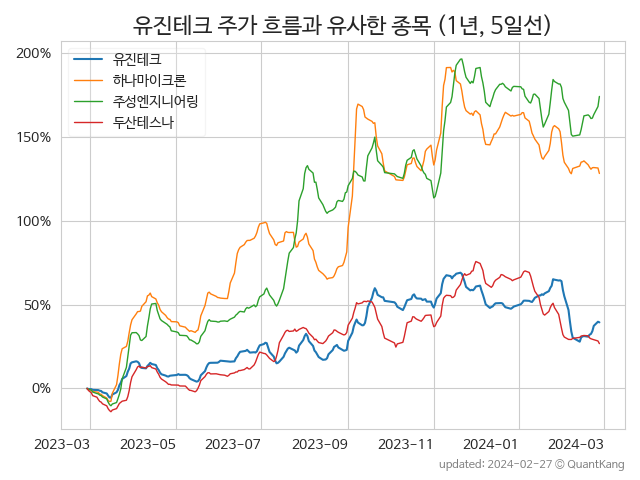 유진테크 주가 흐름과 유사한 종목 (1년, 5일선)
200%
150%
100%
50%
0%
유진테크
하나마이크론
주성엔지니어링
두산테스나
2023-03 2023-05 2023-07 2023-09 2023-11 2024-01 2024-03
updated: 2024-02-27 © QuantKang